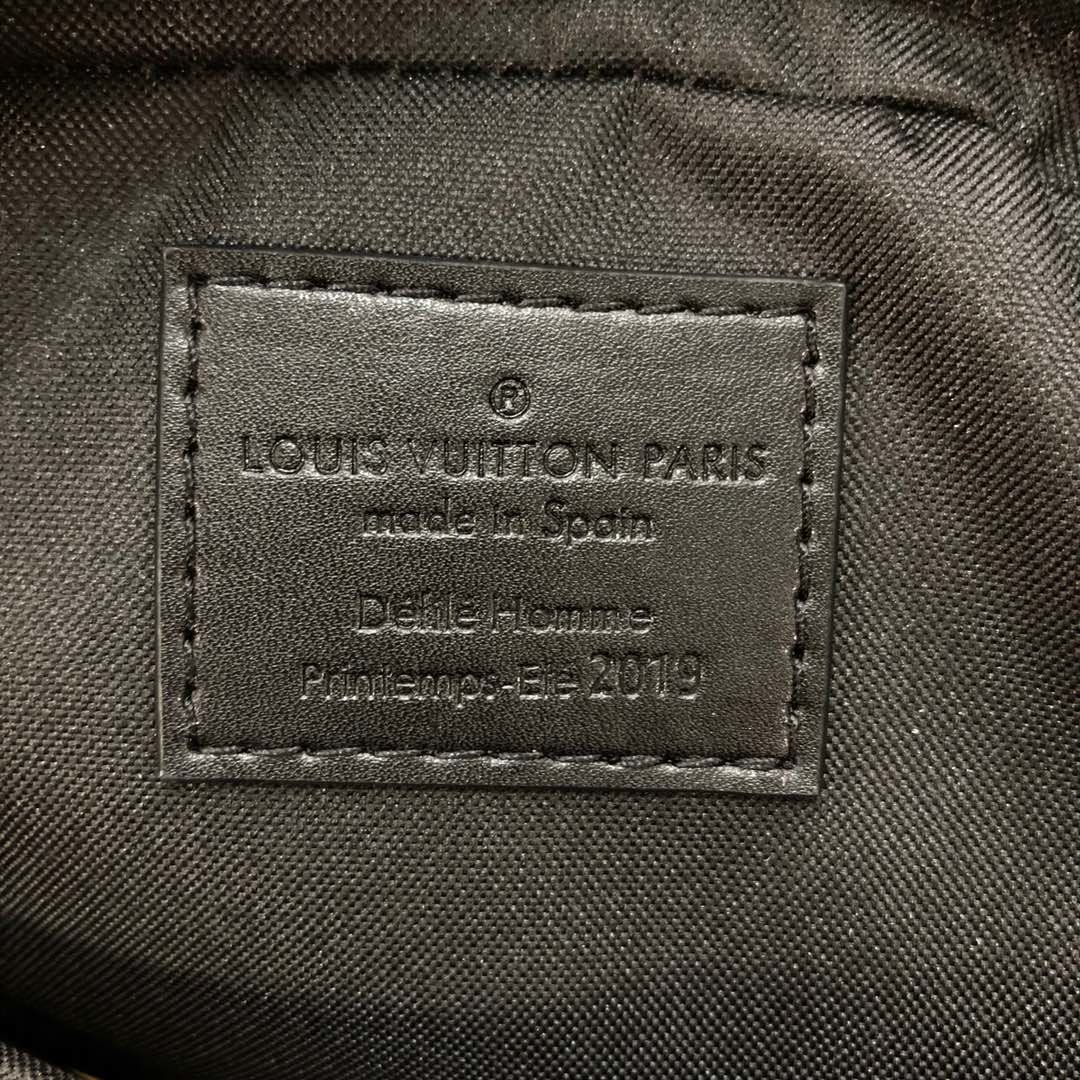 ®
LOUIS VUITTON PARIS
made in Spain
Défilé Homme
Printemps-Eté 2019